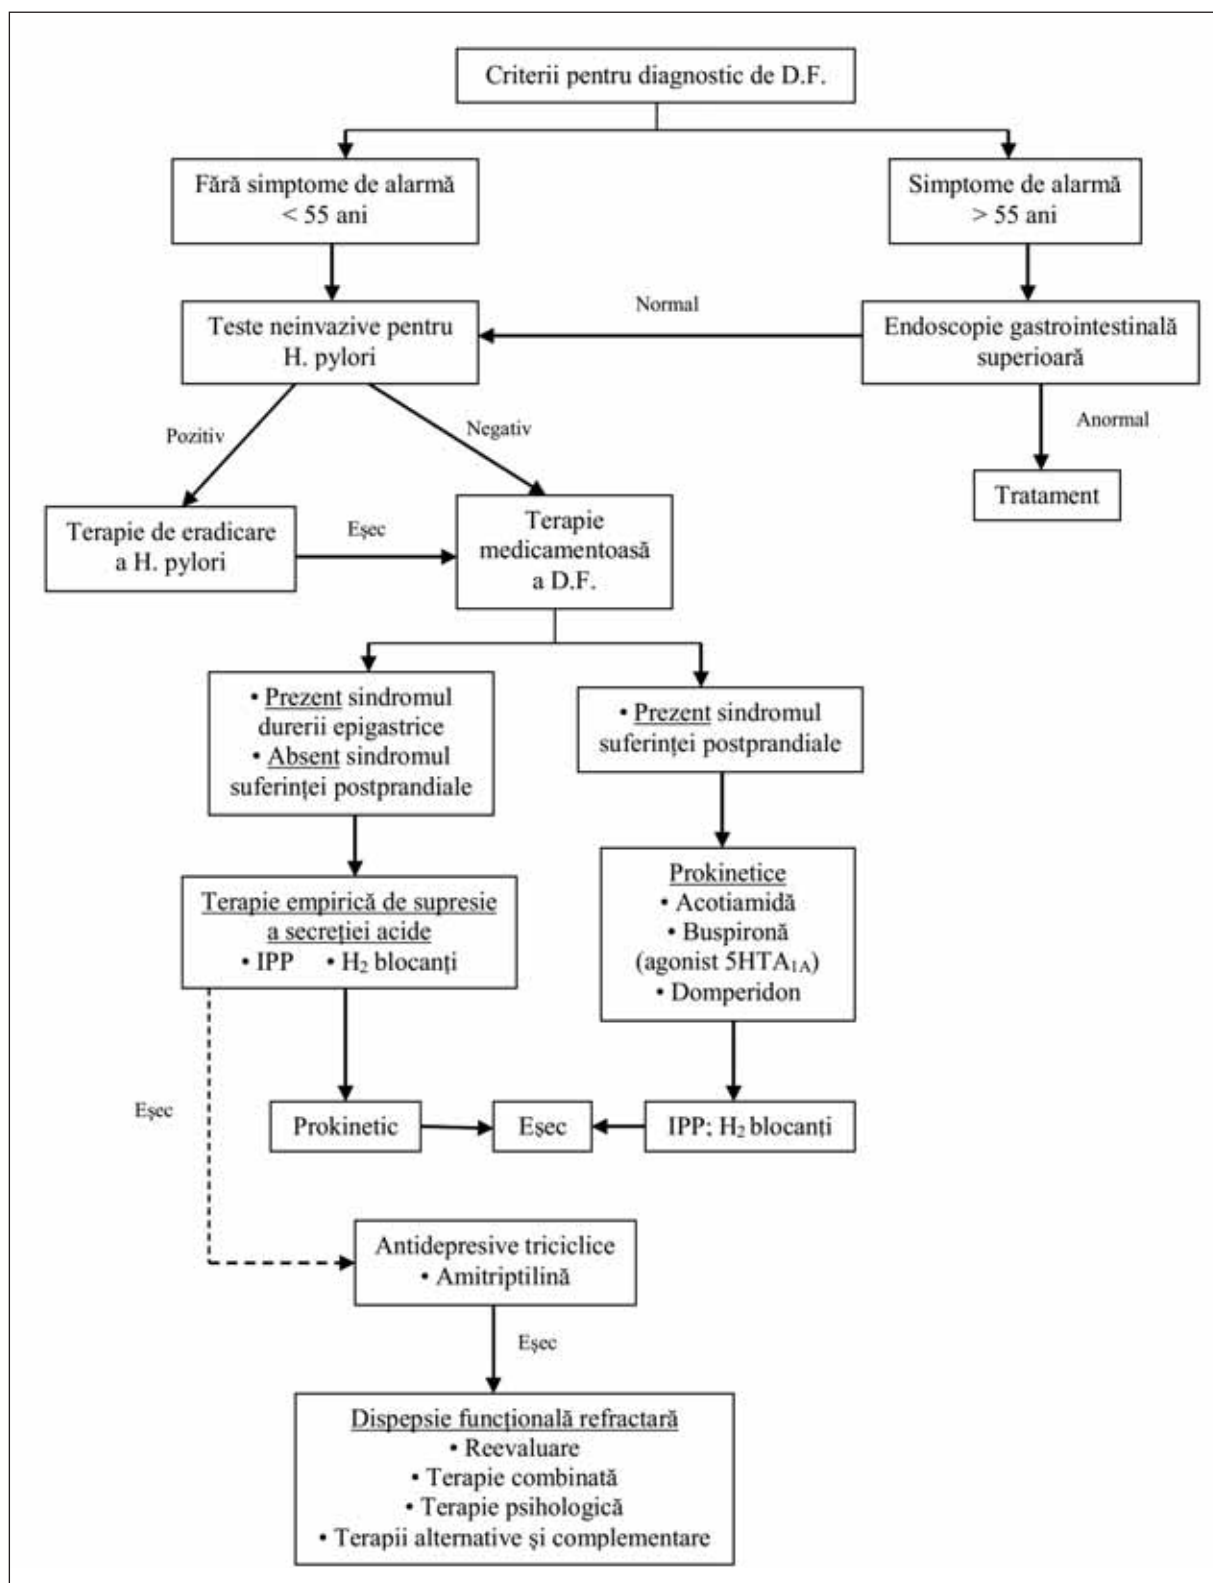 Criterii pentru diagnostic de D.F.
Fără simptome de alarmă
< 55 ani
Simptome de alarmă
> 55 ani
Teste neinvazive pentru
H. pylori
Normal
Endoscopie gastrointestinală
superioară
Pozitiv
Negativ
Anormal
Tratament
Terapie de eradicare
a H. pylori
Eșec
Terapie
medicamentoasă
a D.F.
• Prezent sindromul
durerii epigastrice
• Absent sindromul
suferinței postprandiale
• Prezent sindromul
suferinței postprandiale
Terapie empirică de supresie
a secreției acide
• IPP • H₂ blocanți
Prokinetice
• Acotiamidă
• Buspironă
(agonist 5HTA₁ₐ)
• Domperidon
Eșec
Prokinetic
Eșec
IPP; H₂ blocanți
Antidepresive triciclice
• Amitriptilină
Eșec
Dispepsie funcțională refractară
• Reevaluare
• Terapie combinată
• Terapie psihologică
• Terapii alternative și complementare